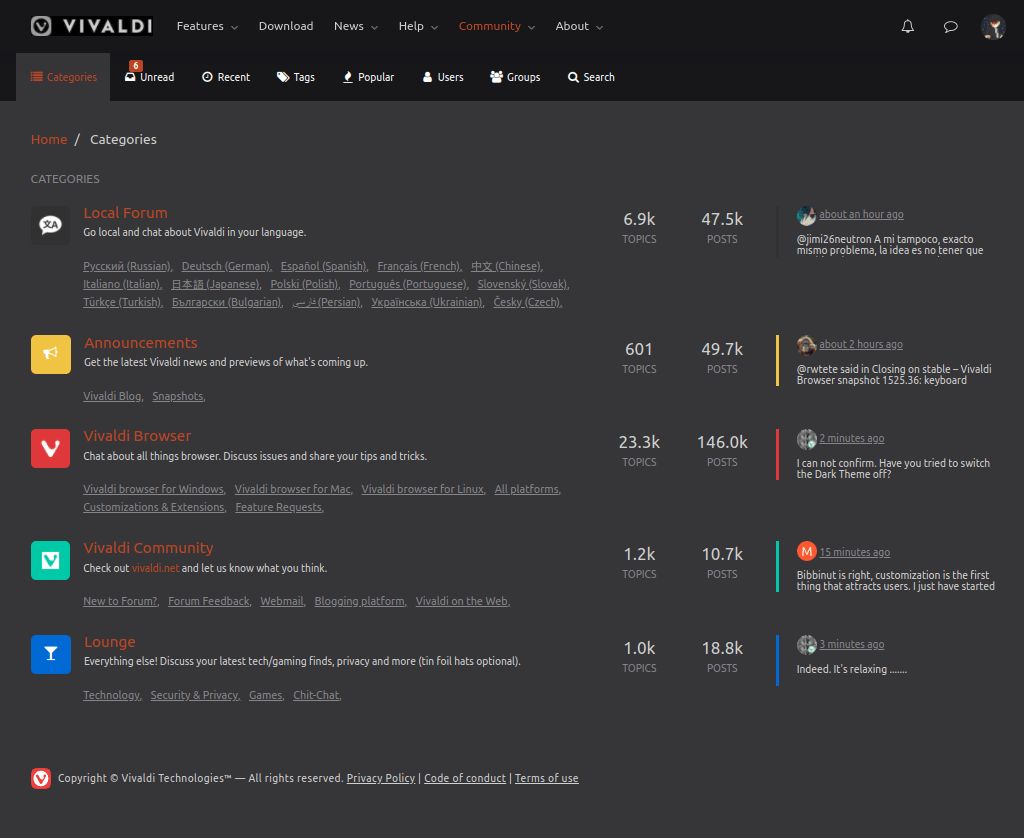 VIVALDI Features Download News Help Community About
Categories 6 Unread Recent Tags Popular Users Groups Search
Home / Categories
CATEGORIES
Local Forum
Go local and chat about Vivaldi in your language.
6.9k
TOPICS
47.5k
POSTS
about an hour ago
@jimi26neutron A mi tampoco, exacto
mismo problema, la idea es no tener que
Русский (Russian), Deutsch (German), Español (Spanish), Français (French), 中文 (Chinese),
Italiano (Italian), 日本語 (Japanese), Polski (Polish), Português (Portuguese), Slovenský (Slovak),
Türkçe (Turkish), Български (Bulgarian), فارسی (Persian), Українська (Ukrainian), Česky (Czech),
Announcements
Get the latest Vivaldi news and previews of what's coming up.
601
TOPICS
49.7k
POSTS
about 2 hours ago
@rwtete said in Closing on stable – Vivaldi
Browser snapshot 1525.36: keyboard
Vivaldi Blog, Snapshots,
Vivaldi Browser
Chat about all things browser. Discuss issues and share your tips and tricks.
23.3k
TOPICS
146.0k
POSTS
2 minutes ago
I can not confirm. Have you tried to switch
the Dark Theme off?
Vivaldi browser for Windows, Vivaldi browser for Mac, Vivaldi browser for Linux, All platforms,
Customizations & Extensions, Feature Requests,
Vivaldi Community
Check out vivaldi.net and let us know what you think.
1.2k
TOPICS
10.7k
POSTS
M 15 minutes ago
Bibbinut is right, customization is the first
thing that attracts users. I just have started
New to Forum?, Forum Feedback, Webmail, Blogging platform, Vivaldi on the Web,
Lounge
Everything else! Discuss your latest tech/gaming finds, privacy and more (tin foil hats optional).
1.0k
TOPICS
18.8k
POSTS
3 minutes ago
Indeed. It's relaxing .......
Technology, Security & Privacy, Games, Chit-Chat,
Copyright © Vivaldi Technologies™ — All rights reserved. Privacy Policy | Code of conduct | Terms of use